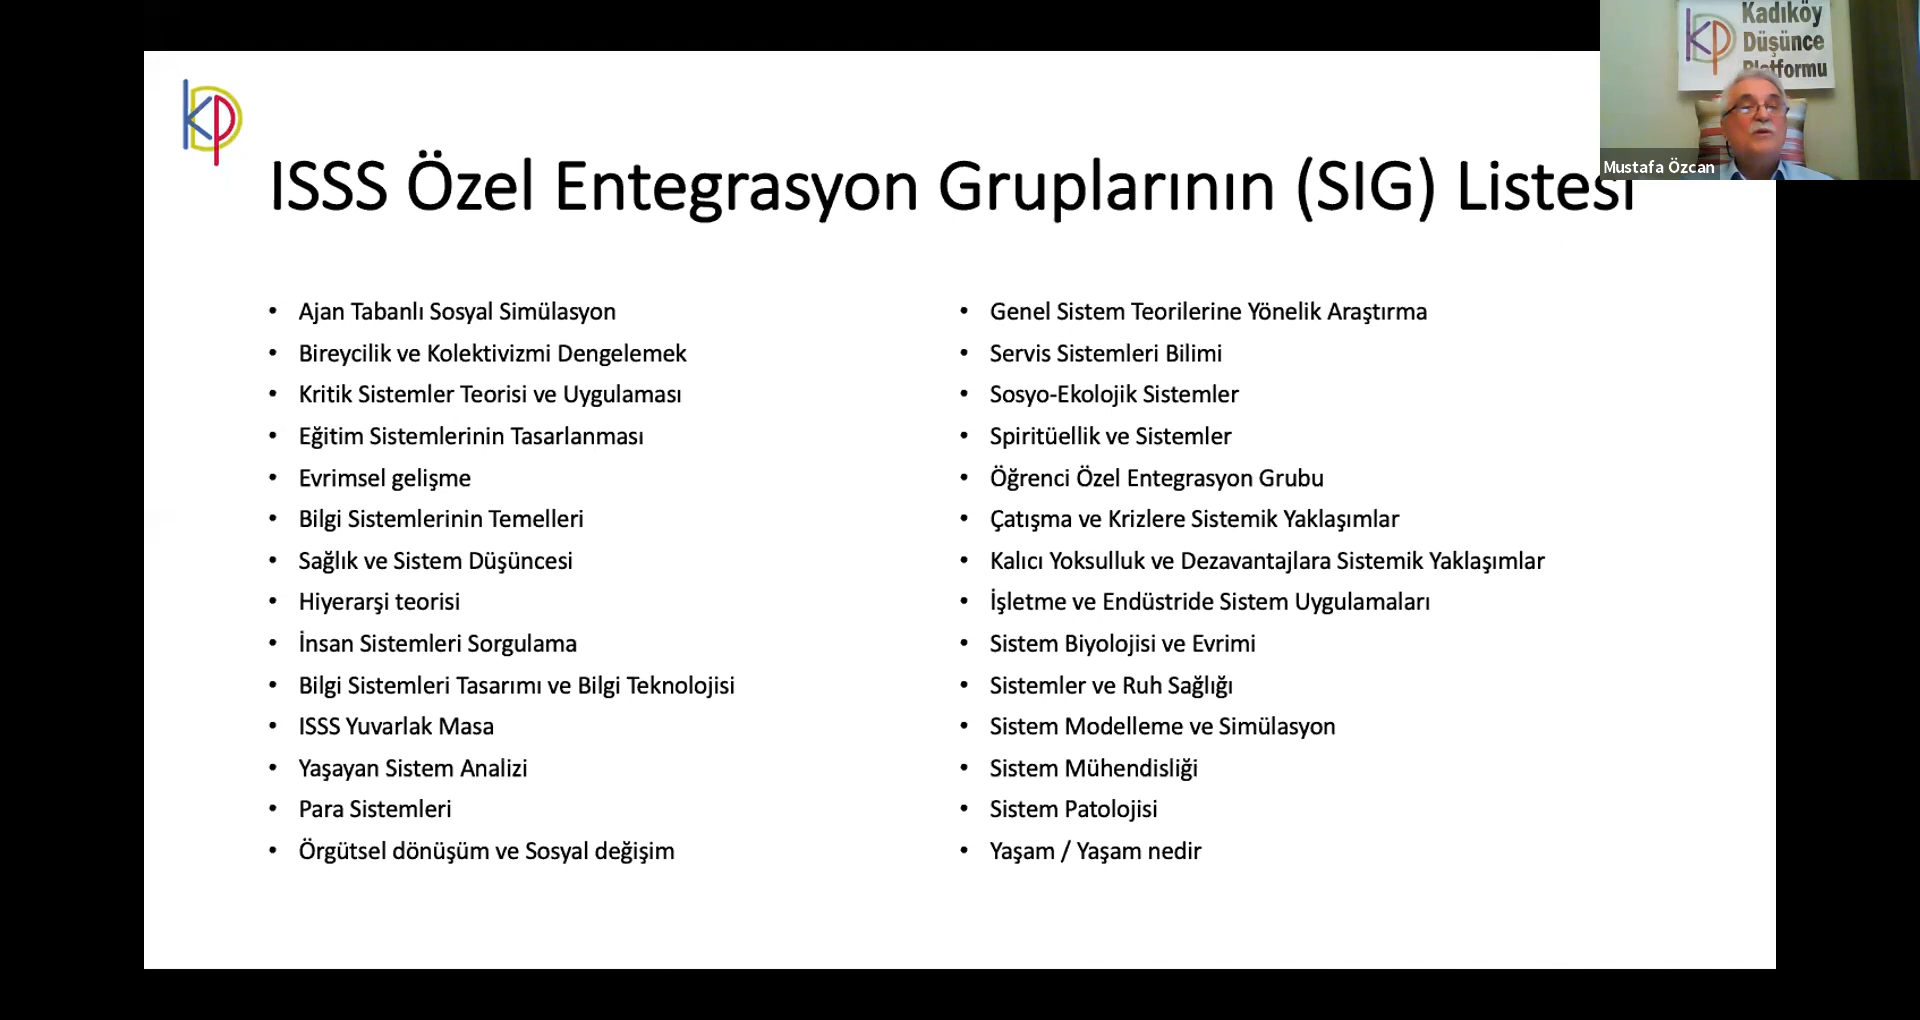 Kadıköy
Düşünce
Platformu
Mustafa Özcan
KDP
ISSS Özel Entegrasyon Gruplarının (SIG) Listesi
• Ajan Tabanlı Sosyal Simülasyon
• Bireycilik ve Kolektivizmi Dengelemek
• Kritik Sistemler Teorisi ve Uygulaması
• Eğitim Sistemlerinin Tasarlanması
• Evrimsel gelişme
• Bilgi Sistemlerinin Temelleri
• Sağlık ve Sistem Düşüncesi
• Hiyerarşi teorisi
• İnsan Sistemleri Sorgulama
• Bilgi Sistemleri Tasarımı ve Bilgi Teknolojisi
• ISSS Yuvarlak Masa
• Yaşayan Sistem Analizi
• Para Sistemleri
• Örgütsel dönüşüm ve Sosyal değişim
• Genel Sistem Teorilerine Yönelik Araştırma
• Servis Sistemleri Bilimi
• Sosyo-Ekolojik Sistemler
• Spiritüellik ve Sistemler
• Öğrenci Özel Entegrasyon Grubu
• Çatışma ve Krizlere Sistemik Yaklaşımlar
• Kalıcı Yoksulluk ve Dezavantajlara Sistemik Yaklaşımlar
• İşletme ve Endüstride Sistem Uygulamaları
• Sistem Biyolojisi ve Evrimi
• Sistemler ve Ruh Sağlığı
• Sistem Modelleme ve Simülasyon
• Sistem Mühendisliği
• Sistem Patolojisi
• Yaşam / Yaşam nedir